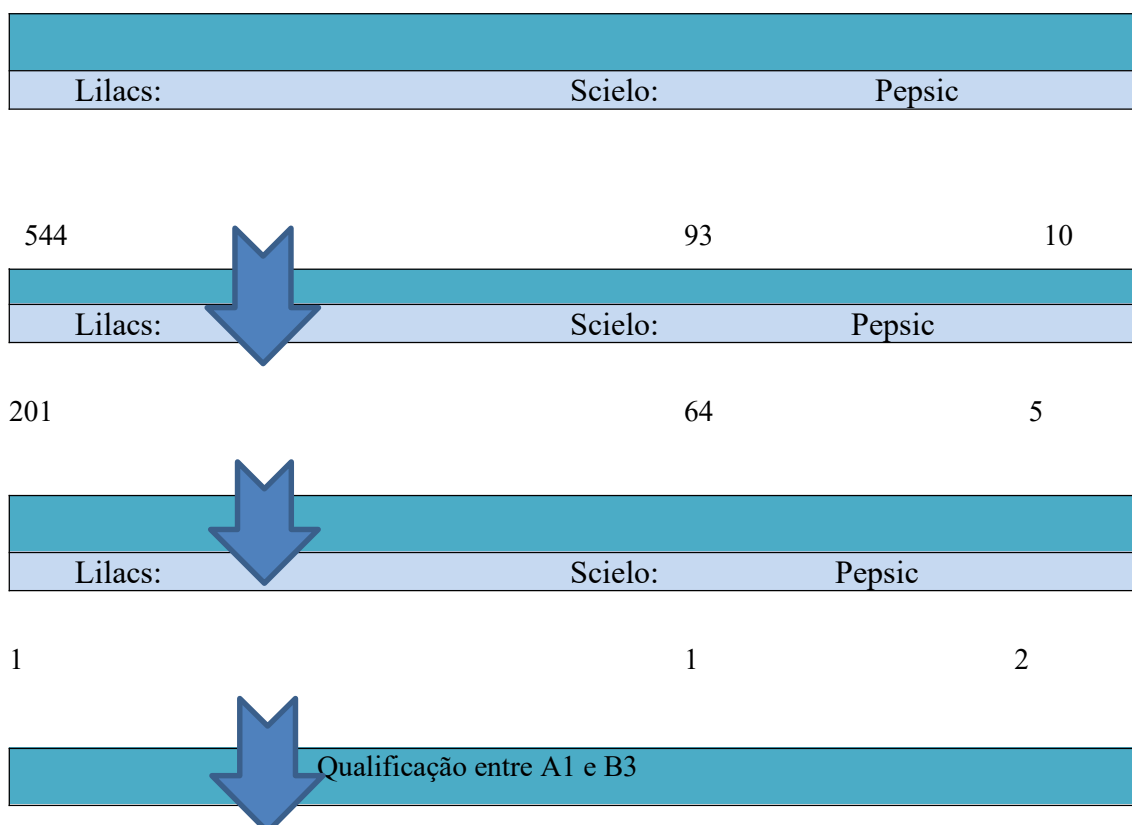 Lilacs: Scielo: Pepsic
544 93 10
Lilacs: Scielo: Pepsic
201 64 5
Lilacs: Scielo: Pepsic
1 1 2
Qualificação entre A1 e B3